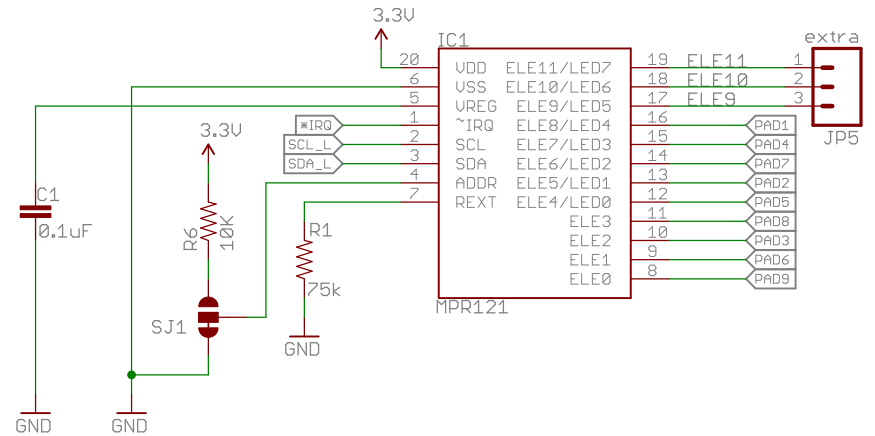 3.3V
IC1
extra
20 VDD ELE11/LED7 19 ELE11 1
6 VSS ELE10/LED6 18 ELE10 2
5 VREG ELE9/LED5 17 ELE9 3
*IRQ 1 ~IRQ ELE8/LED4 16 PAD1
JP5
3.3V
SCL_L 2 SCL ELE7/LED3 15 PAD4
SDA_L 3 SDA ELE6/LED2 14 PAD7
4 ADDR ELE5/LED1 13 PAD2
C1
7 REXT ELE4/LED0 12 PAD5
ELE3 11 PAD8
0.1uF
R6
10K
R1
ELE2 10 PAD3
ELE1 9 PAD6
ELE0 8 PAD9
75k
MPR121
SJ1
GND
GND
GND